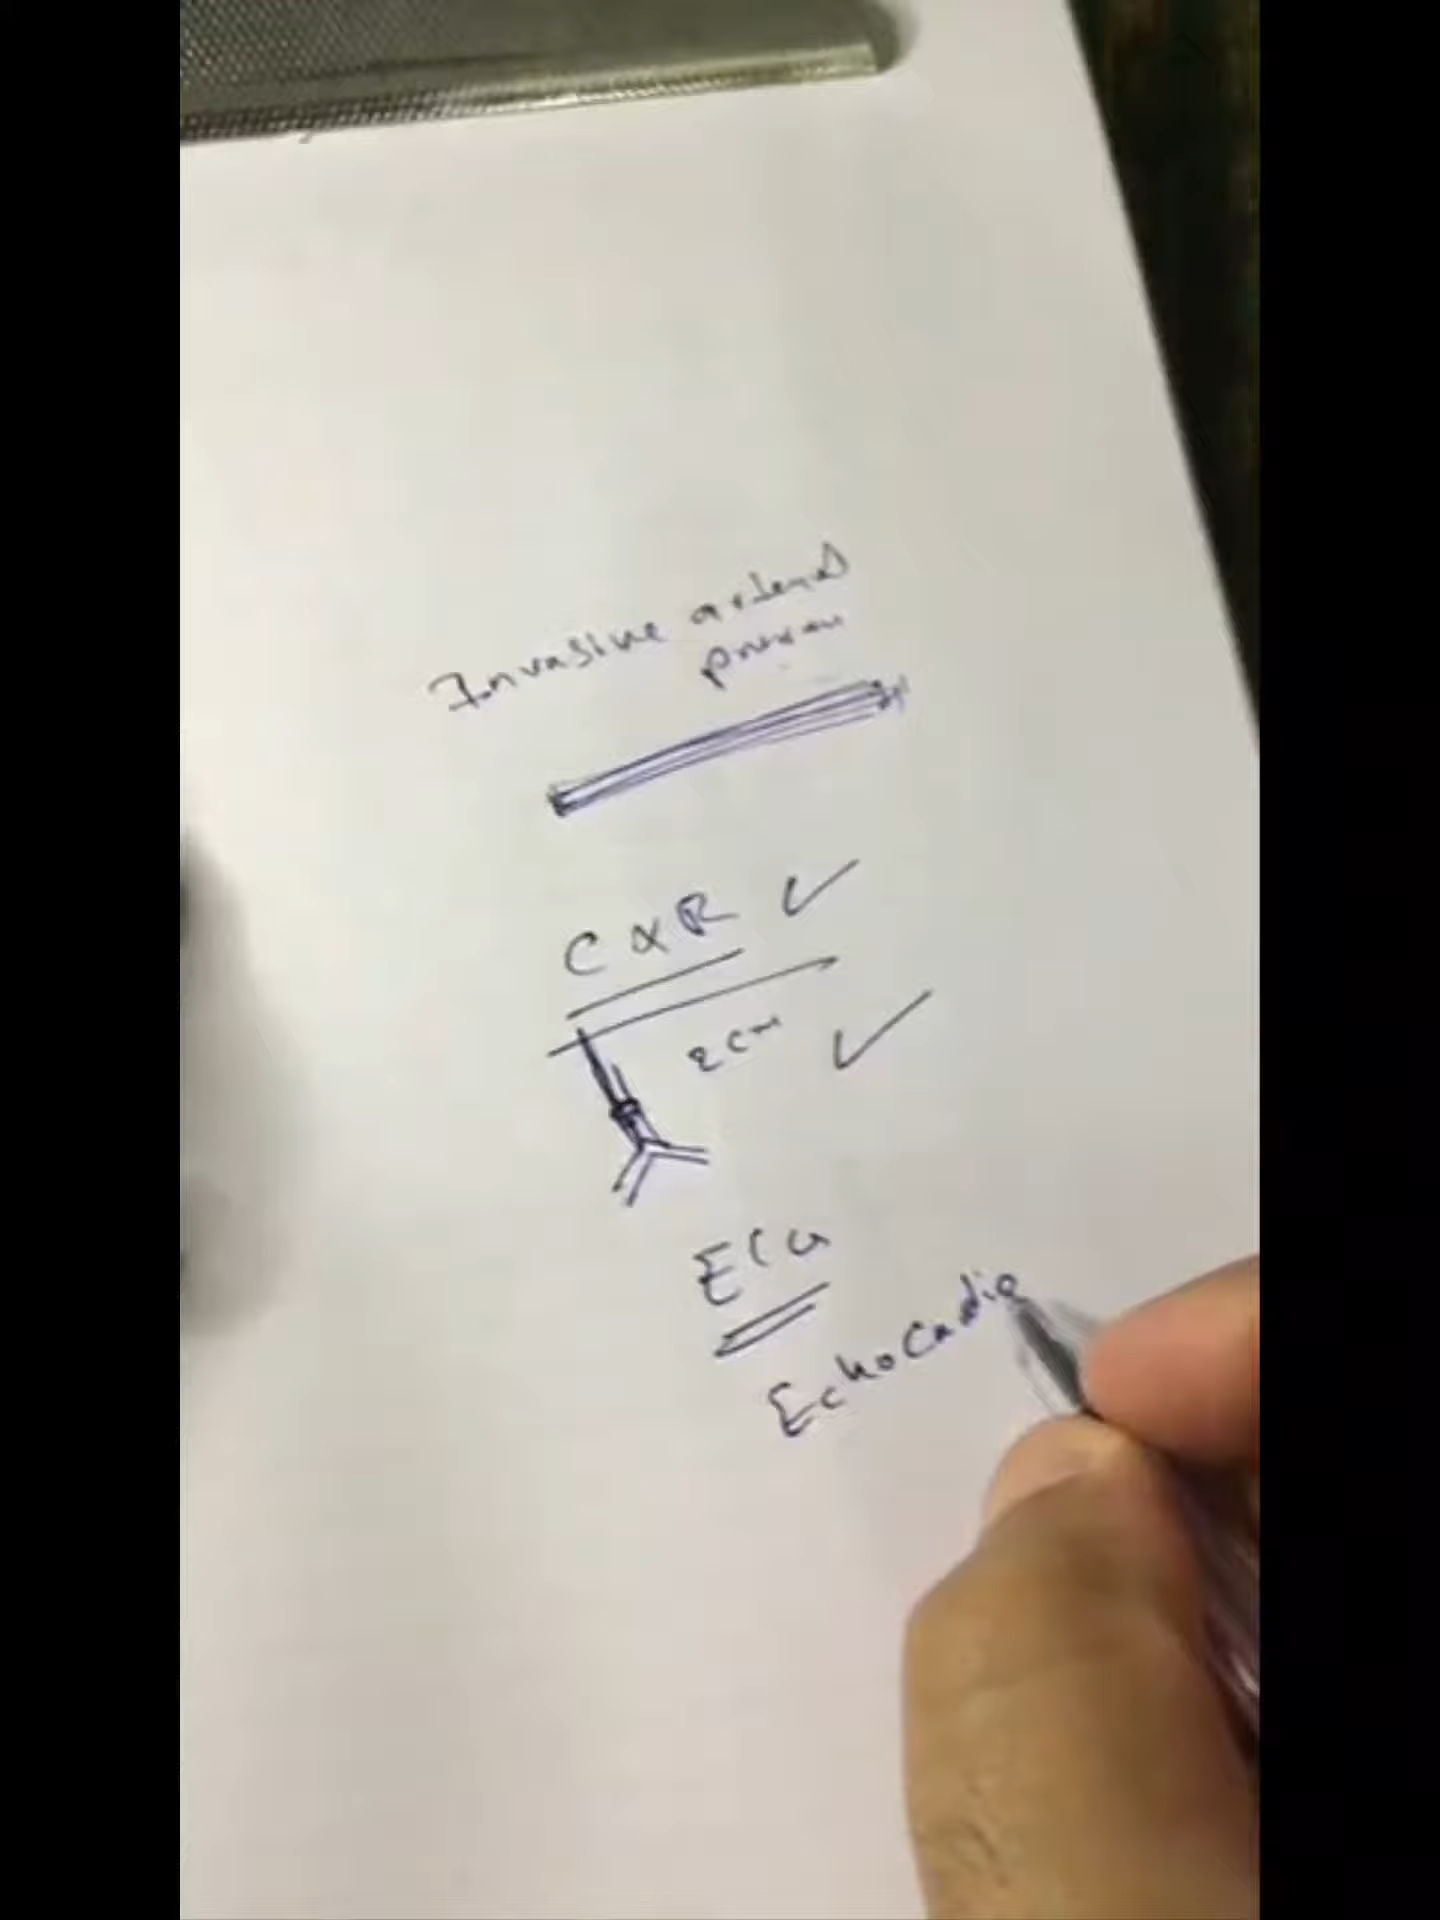 Invasive arterial
pressure
CXR ✓
2cm ✓
ECG
Echocardio